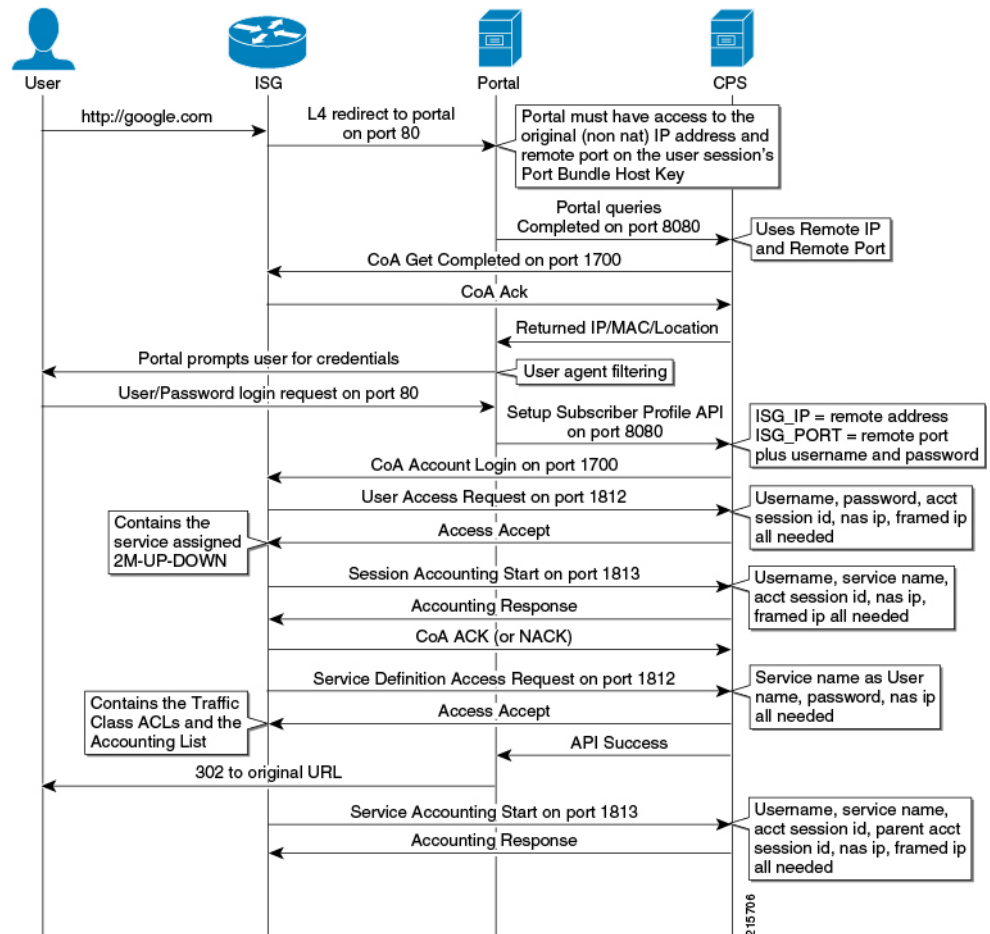 User
ISG
Portal
CPS
http://google.com
L4 redirect to portal
on port 80
Portal must have access to the
original (non nat) IP address and
remote port on the user session's
Port Bundle Host Key
Portal queries
Completed on port 8080
Uses Remote IP
and Remote Port
CoA Get Completed on port 1700
CoA Ack
Returned IP/MAC/Location
Portal prompts user for credentials
User agent filtering
User/Password login request on port 80
Setup Subscriber Profile API
on port 8080
ISG_IP = remote address
ISG_PORT = remote port
plus username and password
CoA Account Login on port 1700
User Access Request on port 1812
Username, password, acct
session id, nas ip, framed ip
all needed
Contains the
service assigned
2M-UP-DOWN
Access Accept
Session Accounting Start on port 1813
Username, service name,
acct session id, nas ip,
framed ip all needed
Accounting Response
CoA ACK (or NACK)
Service Definition Access Request on port 1812
Service name as User
name, password, nas ip
all needed
Contains the Traffic
Class ACLs and the
Accounting List
Access Accept
API Success
302 to original URL
Service Accounting Start on port 1813
Username, service name,
acct session id, parent acct
session id, nas ip, framed ip
all needed
Accounting Response
215706